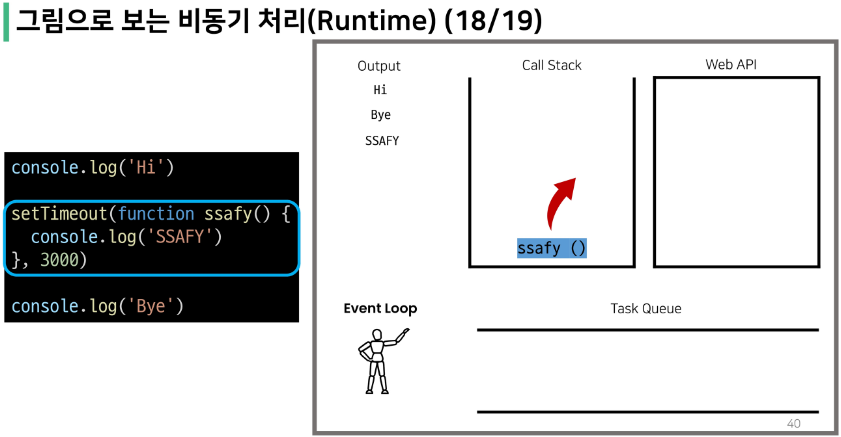 그림으로 보는 비동기 처리(Runtime) (18/19)
console.log('Hi')
setTimeout(function ssafy() {
  console.log('SSAFY')
}, 3000)
console.log('Bye')
Output
Hi
Bye
SSAFY
Call Stack
ssafy ()
Web API
Event Loop
Task Queue
40